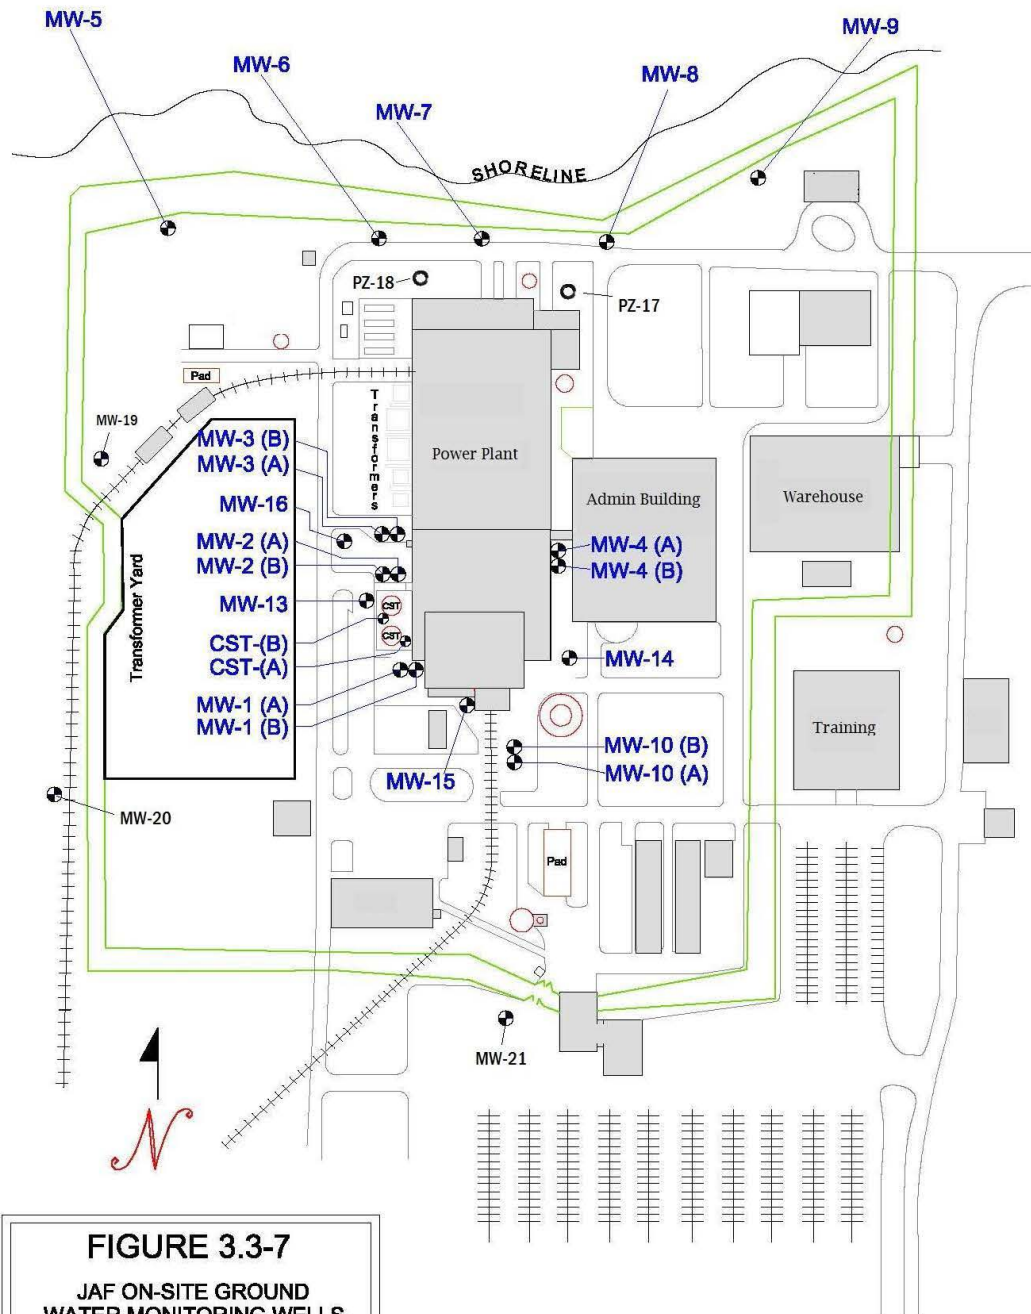 MW-5
MW-9
MW-6
MW-8
MW-7
SHORELINE
PZ-18
PZ-17
Pad
Transformers
MW-19
MW-3 (B)
MW-3 (A)
Power Plant
MW-16
Admin Building
Warehouse
MW-2 (A)
MW-4 (A)
MW-2 (B)
MW-4 (B)
MW-13
CST
Transformer Yard
CST-(B)
CST
CST-(A)
MW-14
MW-1 (A)
MW-1 (B)
Training
MW-10 (B)
MW-10 (A)
MW-15
MW-20
Pad
MW-21
N
FIGURE 3.3-7
JAF ON-SITE GROUND
WATER MONITORING WELLS